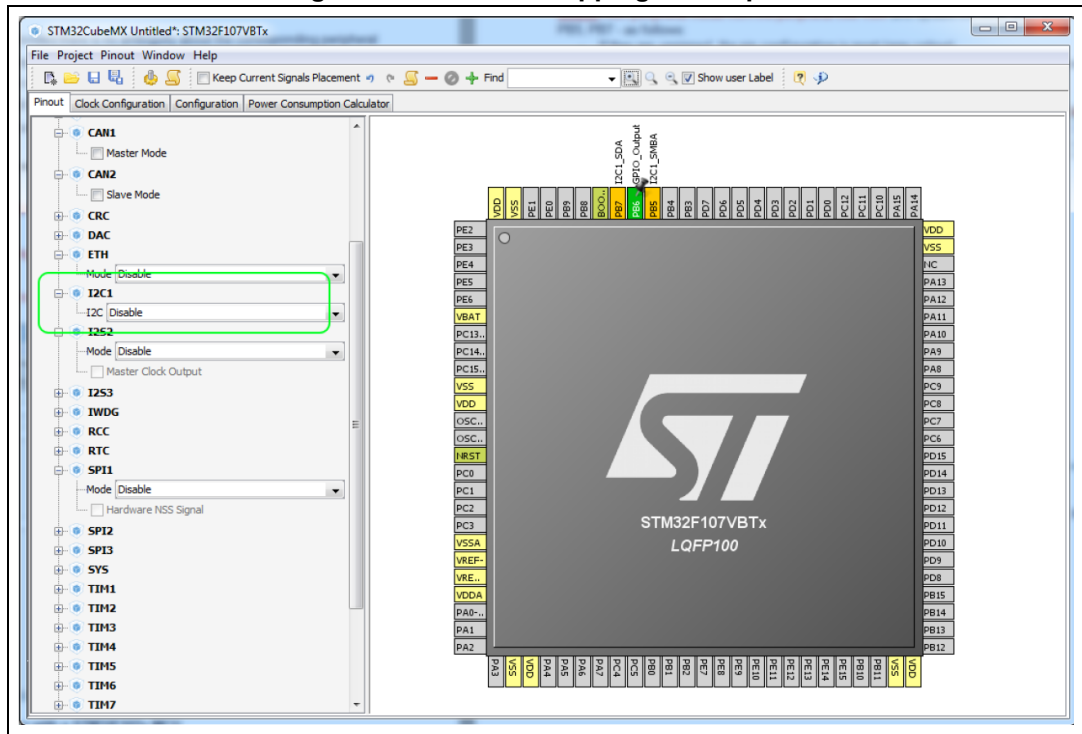 STM32CubeMX Untitled*: STM32F107VBTx
File Project Pinout Window Help
Keep Current Signals Placement
Find
Show user Label
Pinout Clock Configuration Configuration Power Consumption Calculator
CAN1
Master Mode
CAN2
Slave Mode
CRC
DAC
ETH
Mode Disable
I2C1
I2C Disable
I2S2
Mode Disable
Master Clock Output
I2S3
IWDG
RCC
RTC
SPI1
Mode Disable
Hardware NSS Signal
SPI2
SPI3
SYS
TIM1
TIM2
TIM3
TIM4
TIM5
TIM6
TIM7
I2C1_SDA
GPIO_Output
I2C1_SMBA
VDD
VSS
PE1
PE0
PB9
PB8
BOO..
PB7
PB6
PB5
PB4
PB3
PD7
PD6
PD5
PD4
PD3
PD2
PD1
PD0
PC12
PC11
PC10
PA15
PA14
PE2
PE3
PE4
PE5
PE6
VBAT
PC13..
PC14..
PC15..
VSS
VDD
OSC..
OSC..
NRST
PC0
PC1
PC2
PC3
VSSA
VREF-
VRE..
VDDA
PA0-..
PA1
PA2
ST
STM32F107VBTx
LQFP100
VDD
VSS
NC
PA13
PA12
PA11
PA10
PA9
PA8
PC9
PC8
PC7
PC6
PD15
PD14
PD13
PD12
PD11
PD10
PD9
PD8
PB15
PB14
PB13
PB12
PA3
VSS
VDD
PA4
PA5
PA6
PA7
PC4
PC5
PB0
PB1
PB2
PE7
PE8
PE9
PE10
PE11
PE12
PE13
PE14
PE15
PB10
PB11
VSS
VDD